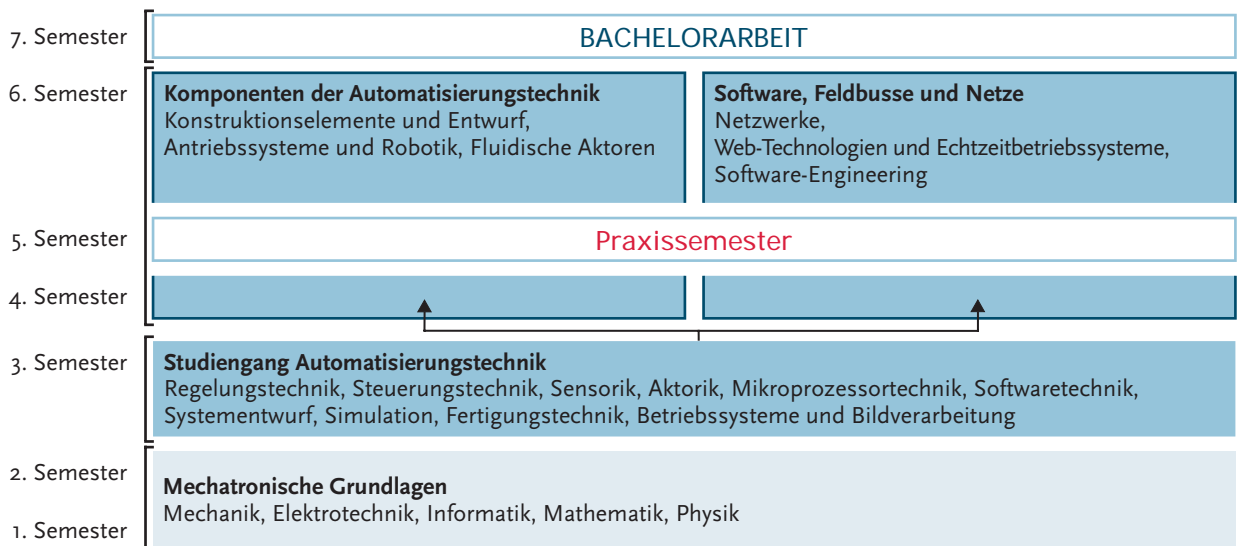 7. Semester
BACHELORARBEIT
6. Semester
Komponenten der Automatisierungstechnik
Konstruktionselemente und Entwurf,
Antriebssysteme und Robotik, Fluidische Aktoren
Software, Feldbusse und Netze
Netzwerke,
Web-Technologien und Echtzeitbetriebssysteme,
Software-Engineering
5. Semester
Praxissemester
4. Semester
3. Semester
Studiengang Automatisierungstechnik
Regelungstechnik, Steuerungstechnik, Sensorik, Aktorik, Mikroprozessortechnik, Softwaretechnik,
Systementwurf, Simulation, Fertigungstechnik, Betriebssysteme und Bildverarbeitung
2. Semester
Mechatronische Grundlagen
Mechanik, Elektrotechnik, Informatik, Mathematik, Physik
1. Semester